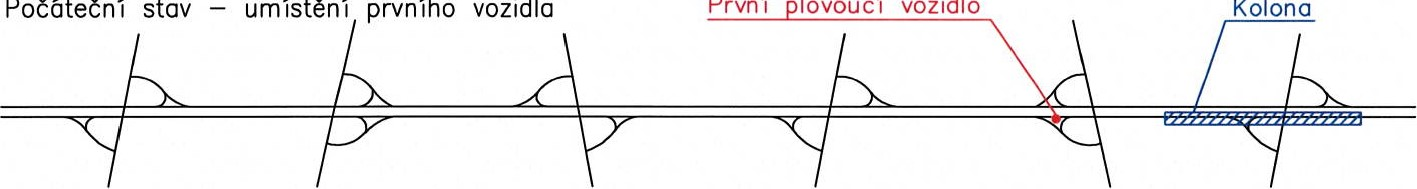 Počáteční stav – umístění prvního vozidla
První plovoucí vozidlo
Kolona